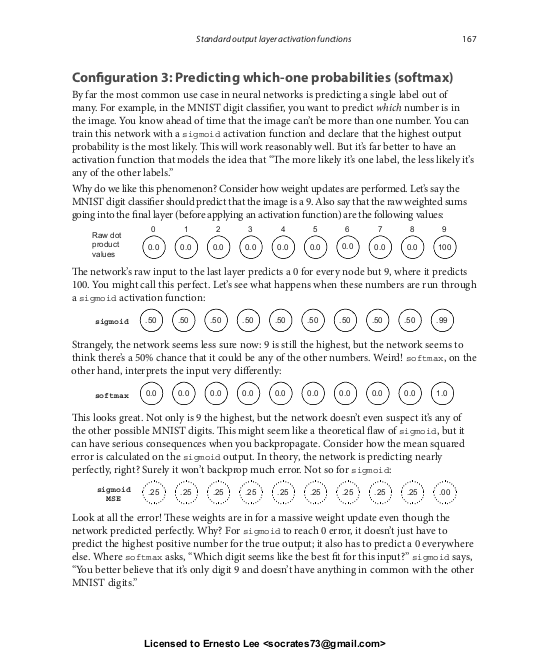 Standard output layer activation functions 167
Configuration 3: Predicting which-one probabilities (softmax)
By far the most common use case in neural networks is predicting a single label out of
many. For example, in the MNIST digit classifier, you want to predict which number is in
the image. You know ahead of time that the image can't be more than one number. You can
train this network with a sigmoid activation function and declare that the highest output
probability is the most likely. This will work reasonably well. But it's far better to have an
activation function that models the idea that “The more likely it's one label, the less likely it's
any of the other labels.”
Why do we like this phenomenon? Consider how weight updates are performed. Let's say the
MNIST digit classifier should predict that the image is a 9. Also say that the raw weighted sums
going into the final layer (before applying an activation function) are the following values:
0 1 2 3 4 5 6 7 8 9
Raw dot
product
values
0.0 0.0 0.0 0.0 0.0 0.0 0.0 0.0 0.0 100
The network's raw input to the last layer predicts a 0 for every node but 9, where it predicts
100. You might call this perfect. Let's see what happens when these numbers are run through
a sigmoid activation function:
sigmoid .50 .50 .50 .50 .50 .50 .50 .50 .50 .99
Strangely, the network seems less sure now: 9 is still the highest, but the network seems to
think there's a 50% chance that it could be any of the other numbers. Weird! softmax, on the
other hand, interprets the input very differently:
softmax 0.0 0.0 0.0 0.0 0.0 0.0 0.0 0.0 0.0 1.0
This looks great. Not only is 9 the highest, but the network doesn't even suspect it's any of
the other possible MNIST digits. This might seem like a theoretical flaw of sigmoid, but it
can have serious consequences when you backpropagate. Consider how the mean squared
error is calculated on the sigmoid output. In theory, the network is predicting nearly
perfectly, right? Surely it won't backprop much error. Not so for sigmoid:
sigmoid
MSE
.25 .25 .25 .25 .25 .25 .25 .25 .25 .00
Look at all the error! These weights are in for a massive weight update even though the
network predicted perfectly. Why? For sigmoid to reach 0 error, it doesn't just have to
predict the highest positive number for the true output; it also has to predict a 0 everywhere
else. Where softmax asks, “Which digit seems like the best fit for this input?” sigmoid says,
“You better believe that it's only digit 9 and doesn't have anything in common with the other
MNIST digits.”
Licensed to Ernesto Lee <socrates73@gmail.com>